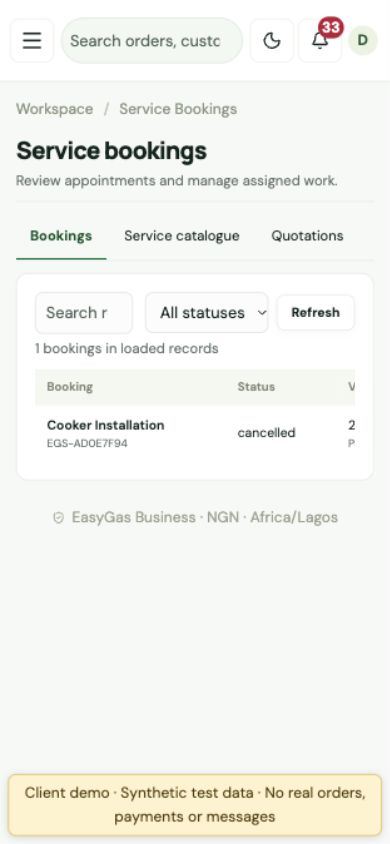 Search orders, custo
33
D
Workspace / Service Bookings
Service bookings
Review appointments and manage assigned work.
Bookings Service catalogue Quotations
Search r All statuses Refresh
1 bookings in loaded records
Booking Status V
Cooker Installation cancelled 2
EGS-AD0E7F94 P
EasyGas Business · NGN · Africa/Lagos
Client demo · Synthetic test data · No real orders,
payments or messages